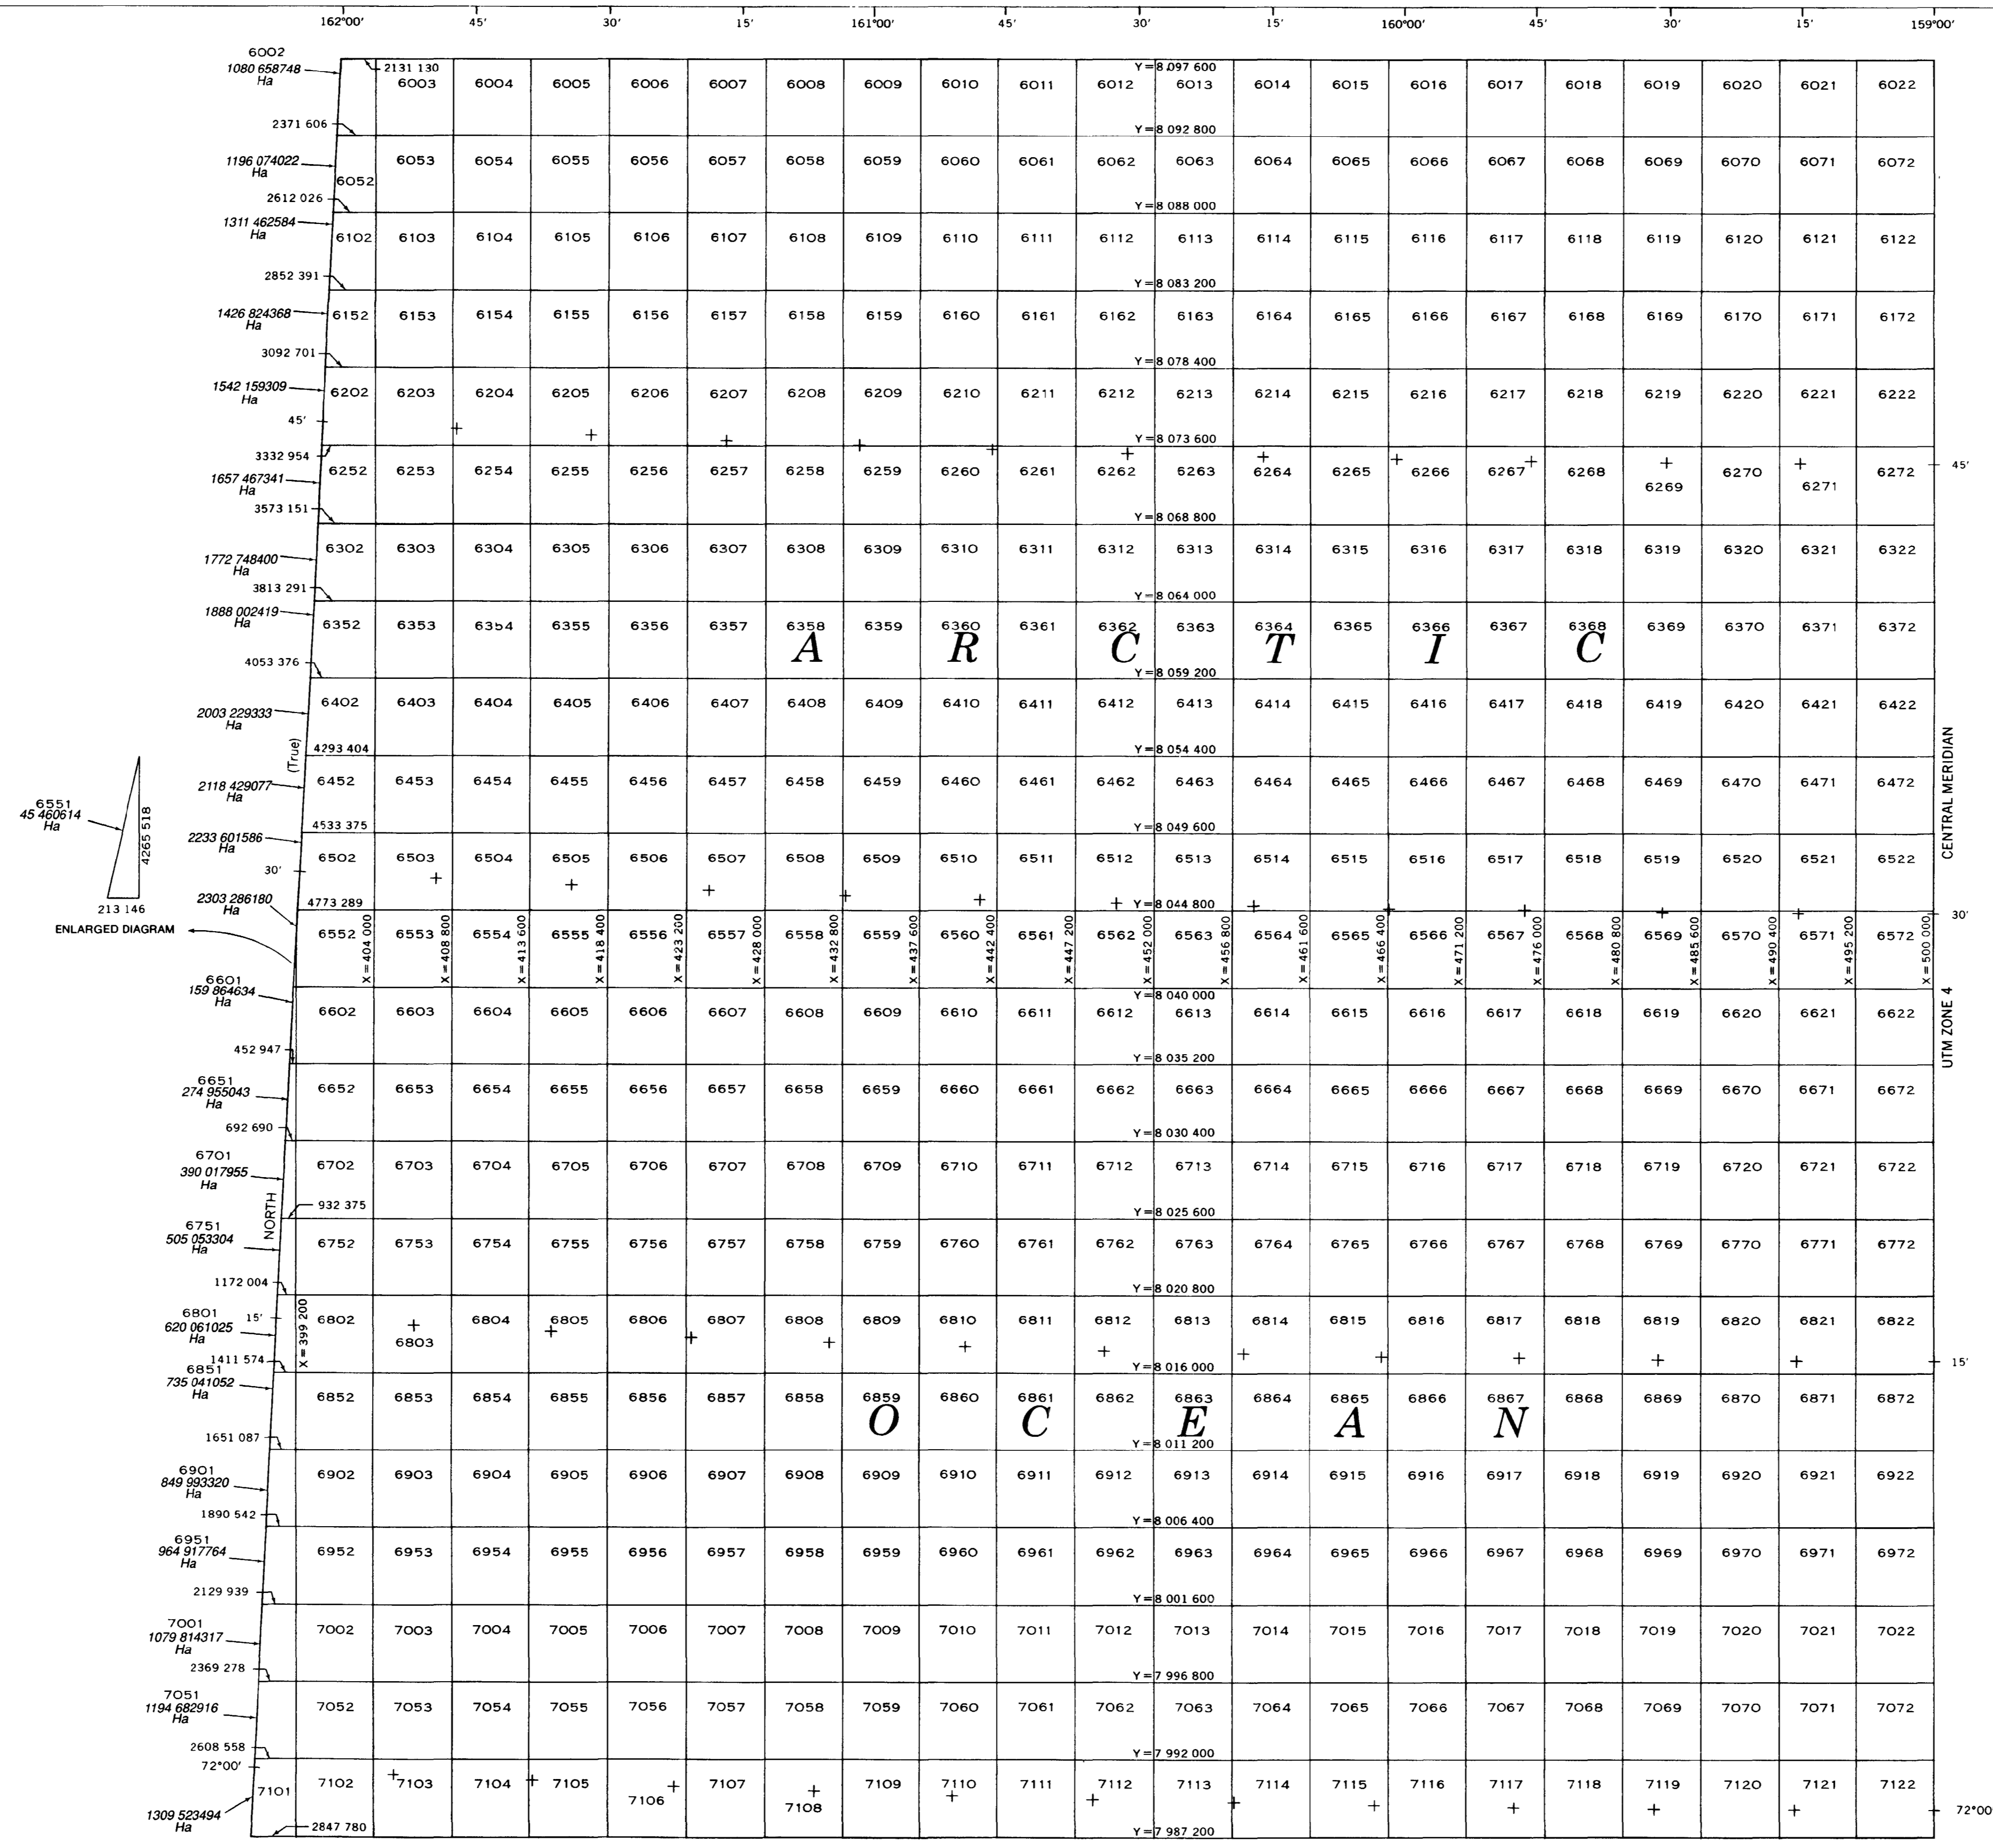 162°00' 45' 30' 15' 161°00' 45' 30' 15' 160°00' 45' 30' 15' 159°00'
6002
1080 658748
Ha
2131 130 Y=8 097 600
6003 6004 6005 6006 6007 6008 6009 6010 6011 6012 6013 6014 6015 6016 6017 6018 6019 6020 6021 6022
2371 606 Y=8 092 800
1196 074022
Ha
6053 6054 6055 6056 6057 6058 6059 6060 6061 6062 6063 6064 6065 6066 6067 6068 6069 6070 6071 6072
6052
2612 026 Y=8 088 000
1311 462584
Ha
6102 6103 6104 6105 6106 6107 6108 6109 6110 6111 6112 6113 6114 6115 6116 6117 6118 6119 6120 6121 6122
2852 391 Y=8 083 200
1426 824368
Ha
6152 6153 6154 6155 6156 6157 6158 6159 6160 6161 6162 6163 6164 6165 6166 6167 6168 6169 6170 6171 6172
3092 701 Y=8 078 400
1542 159309
Ha
6202 6203 6204 6205 6206 6207 6208 6209 6210 6211 6212 6213 6214 6215 6216 6217 6218 6219 6220 6221 6222
45' Y=8 073 600
3332 954
1657 467341
Ha
6252 6253 6254 6255 6256 6257 6258 6259 6260 6261 6262 6263 6264 6265 6266 6267 6268 6270 6272 45'
6269 6271
3573 151 Y=8 068 800
1772 748400
Ha
6302 6303 6304 6305 6306 6307 6308 6309 6310 6311 6312 6313 6314 6315 6316 6317 6318 6319 6320 6321 6322
3813 291 Y=8 064 000
1888 002419
Ha
6352 6353 6354 6355 6356 6357 6358 6359 6360 6361 6362 6363 6364 6365 6366 6367 6368 6369 6370 6371 6372
A R C T I C
4053 376 Y=8 059 200
2003 229333
Ha
6402 6403 6404 6405 6406 6407 6408 6409 6410 6411 6412 6413 6414 6415 6416 6417 6418 6419 6420 6421 6422
(True)
4293 404 Y=8 054 400
CENTRAL MERIDIAN
2118 429077
Ha
6452 6453 6454 6455 6456 6457 6458 6459 6460 6461 6462 6463 6464 6465 6466 6467 6468 6469 6470 6471 6472
6551
45 460614
Ha
4265 518
213 146
ENLARGED DIAGRAM
4533 375 Y=8 049 600
2233 601586
Ha
6502 6503 6504 6505 6506 6507 6508 6509 6510 6511 6512 6513 6514 6515 6516 6517 6518 6519 6520 6521 6522
30'
4773 289 Y=8 044 800 30'
2303 286180
Ha
6552 6553 6554 6555 6556 6557 6558 6559 6560 6561 6562 6563 6564 6565 6566 6567 6568 6569 6570 6571 6572
X=404 000 X=408 800 X=413 600 X=418 400 X=423 200 X=428 000 X=432 800 X=437 600 X=442 400 X=447 200 X=452 000 X=456 800 X=461 600 X=466 400 X=471 200 X=476 000 X=480 800 X=485 600 X=490 400 X=495 200 X=500 000
Y=8 040 000
UTM ZONE 4
6601
159 864634
Ha
6602 6603 6604 6605 6606 6607 6608 6609 6610 6611 6612 6613 6614 6615 6616 6617 6618 6619 6620 6621 6622
452 947 Y=8 035 200
6651
274 955043
Ha
6652 6653 6654 6655 6656 6657 6658 6659 6660 6661 6662 6663 6664 6665 6666 6667 6668 6669 6670 6671 6672
692 690 Y=8 030 400
6701
390 017955
Ha
6702 6703 6704 6705 6706 6707 6708 6709 6710 6711 6712 6713 6714 6715 6716 6717 6718 6719 6720 6721 6722
932 375 Y=8 025 600
NORTH
6751
505 053304
Ha
6752 6753 6754 6755 6756 6757 6758 6759 6760 6761 6762 6763 6764 6765 6766 6767 6768 6769 6770 6771 6772
1172 004 Y=8 020 800
6801
620 061025
Ha
15'
X=399 200
6802 6804 6805 6806 6807 6808 6809 6810 6811 6812 6813 6814 6815 6816 6817 6818 6819 6820 6821 6822
6803
1411 574 Y=8 016 000 15'
6851
735 041052
Ha
6852 6853 6854 6855 6856 6857 6858 6859 6860 6861 6862 6863 6864 6865 6866 6867 6868 6869 6870 6871 6872
O C E A N
1651 087 Y=8 011 200
6901
849 993320
Ha
6902 6903 6904 6905 6906 6907 6908 6909 6910 6911 6912 6913 6914 6915 6916 6917 6918 6919 6920 6921 6922
1890 542 Y=8 006 400
6951
964 917764
Ha
6952 6953 6954 6955 6956 6957 6958 6959 6960 6961 6962 6963 6964 6965 6966 6967 6968 6969 6970 6971 6972
2129 939 Y=8 001 600
7001
1079 814317
Ha
7002 7003 7004 7005 7006 7007 7008 7009 7010 7011 7012 7013 7014 7015 7016 7017 7018 7019 7020 7021 7022
2369 278 Y=7 996 800
7051
1194 682916
Ha
7052 7053 7054 7055 7056 7057 7058 7059 7060 7061 7062 7063 7064 7065 7066 7067 7068 7069 7070 7071 7072
2608 558 Y=7 992 000
72°00'
7101 7102 7103 7104 7105 7107 7109 7110 7111 7112 7113 7114 7115 7116 7117 7118 7119 7120 7121 7122
7106 7108 72°00
1309 523494
Ha
2847 780 Y=7 987 200